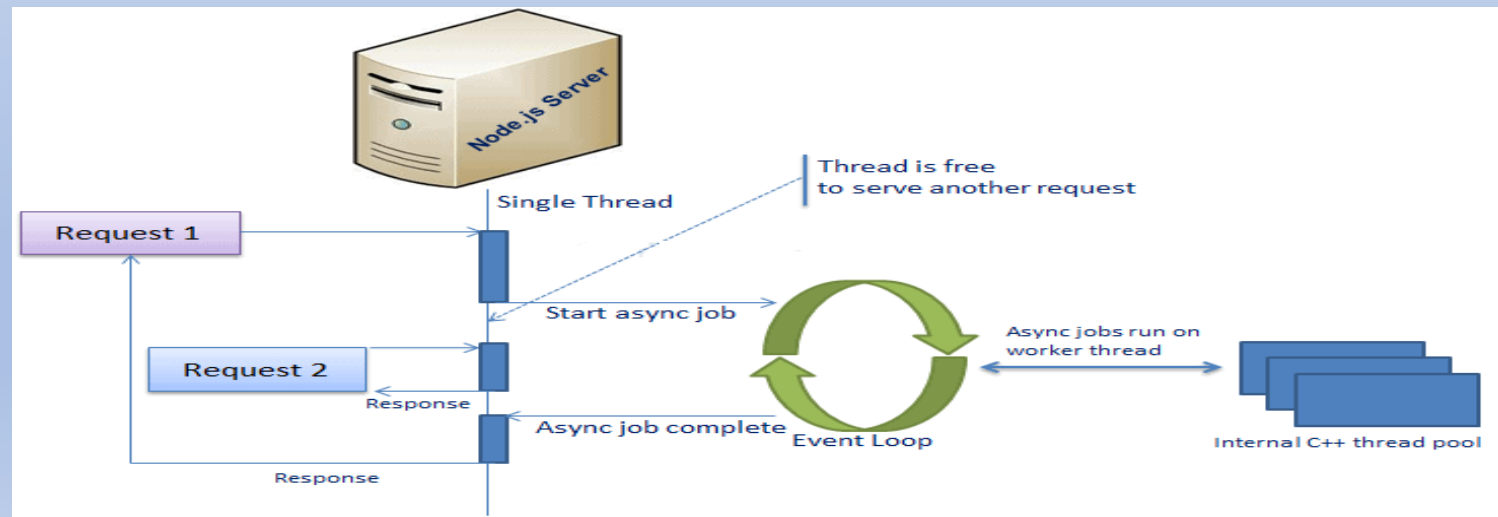 Node.js Server
Thread is free
to serve another request
Single Thread
Request 1
Start async job
Async jobs run on
worker thread
Request 2
Response
Async job complete
Event Loop
Internal C++ thread pool
Response